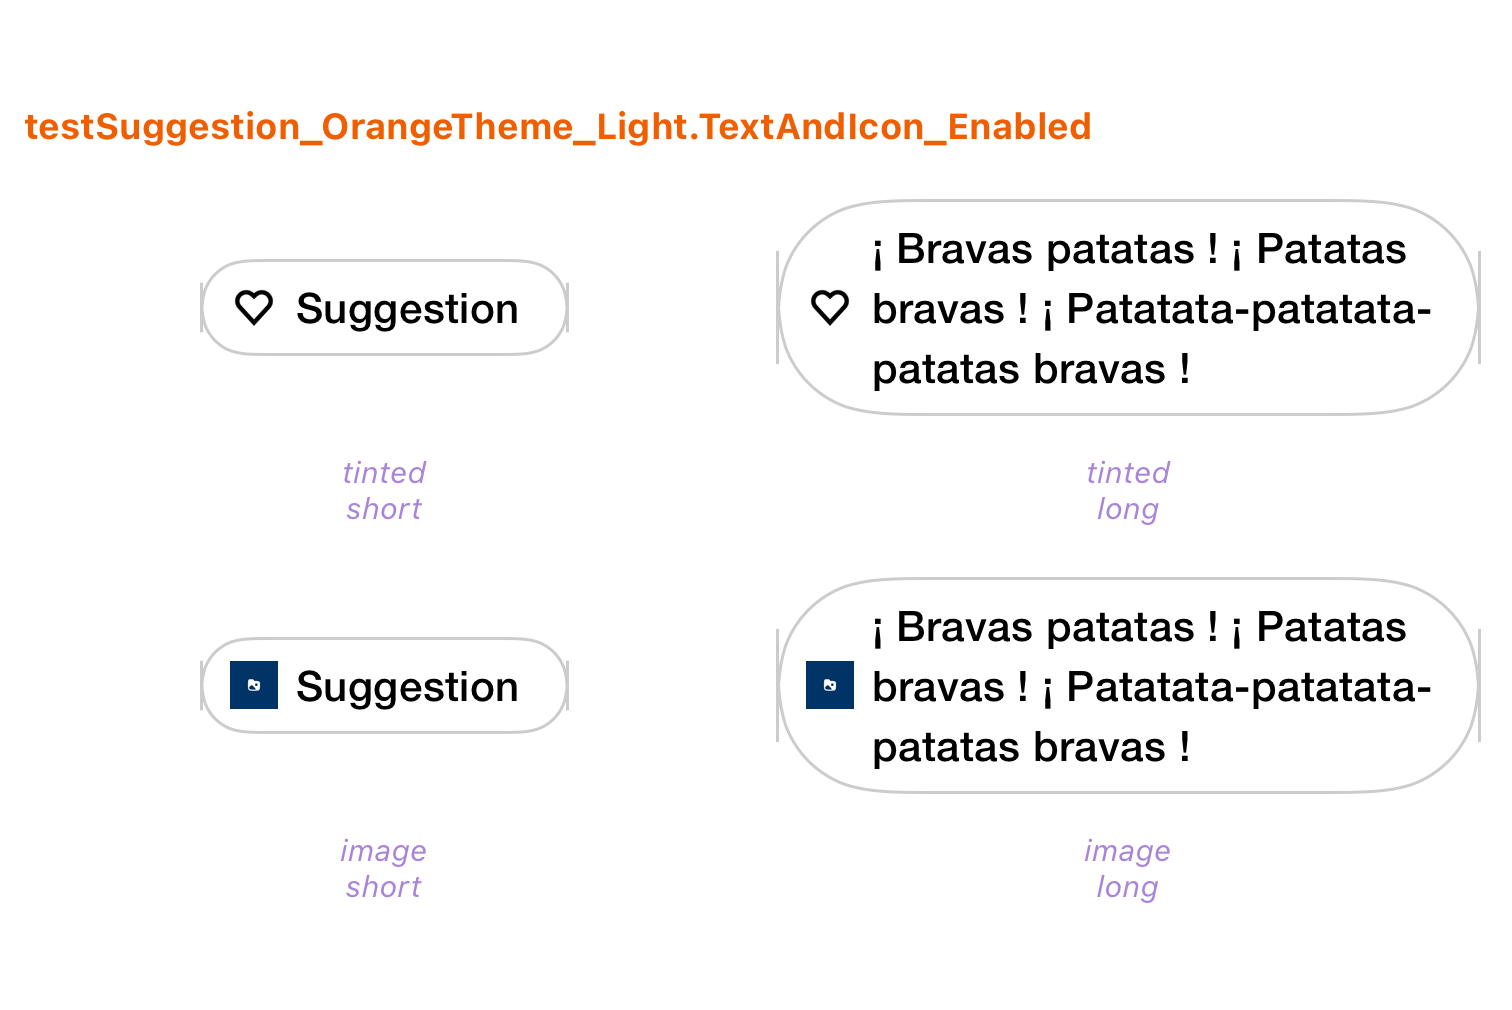 testSuggestion_OrangeTheme_Light.TextAndIcon_Enabled
Suggestion
¡ Bravas patatas ! ¡ Patatas
bravas ! ¡ Patatata-patatata-
patatas bravas !
tinted
short
tinted
long
Suggestion
¡ Bravas patatas ! ¡ Patatas
bravas ! ¡ Patatata-patatata-
patatas bravas !
image
short
image
long